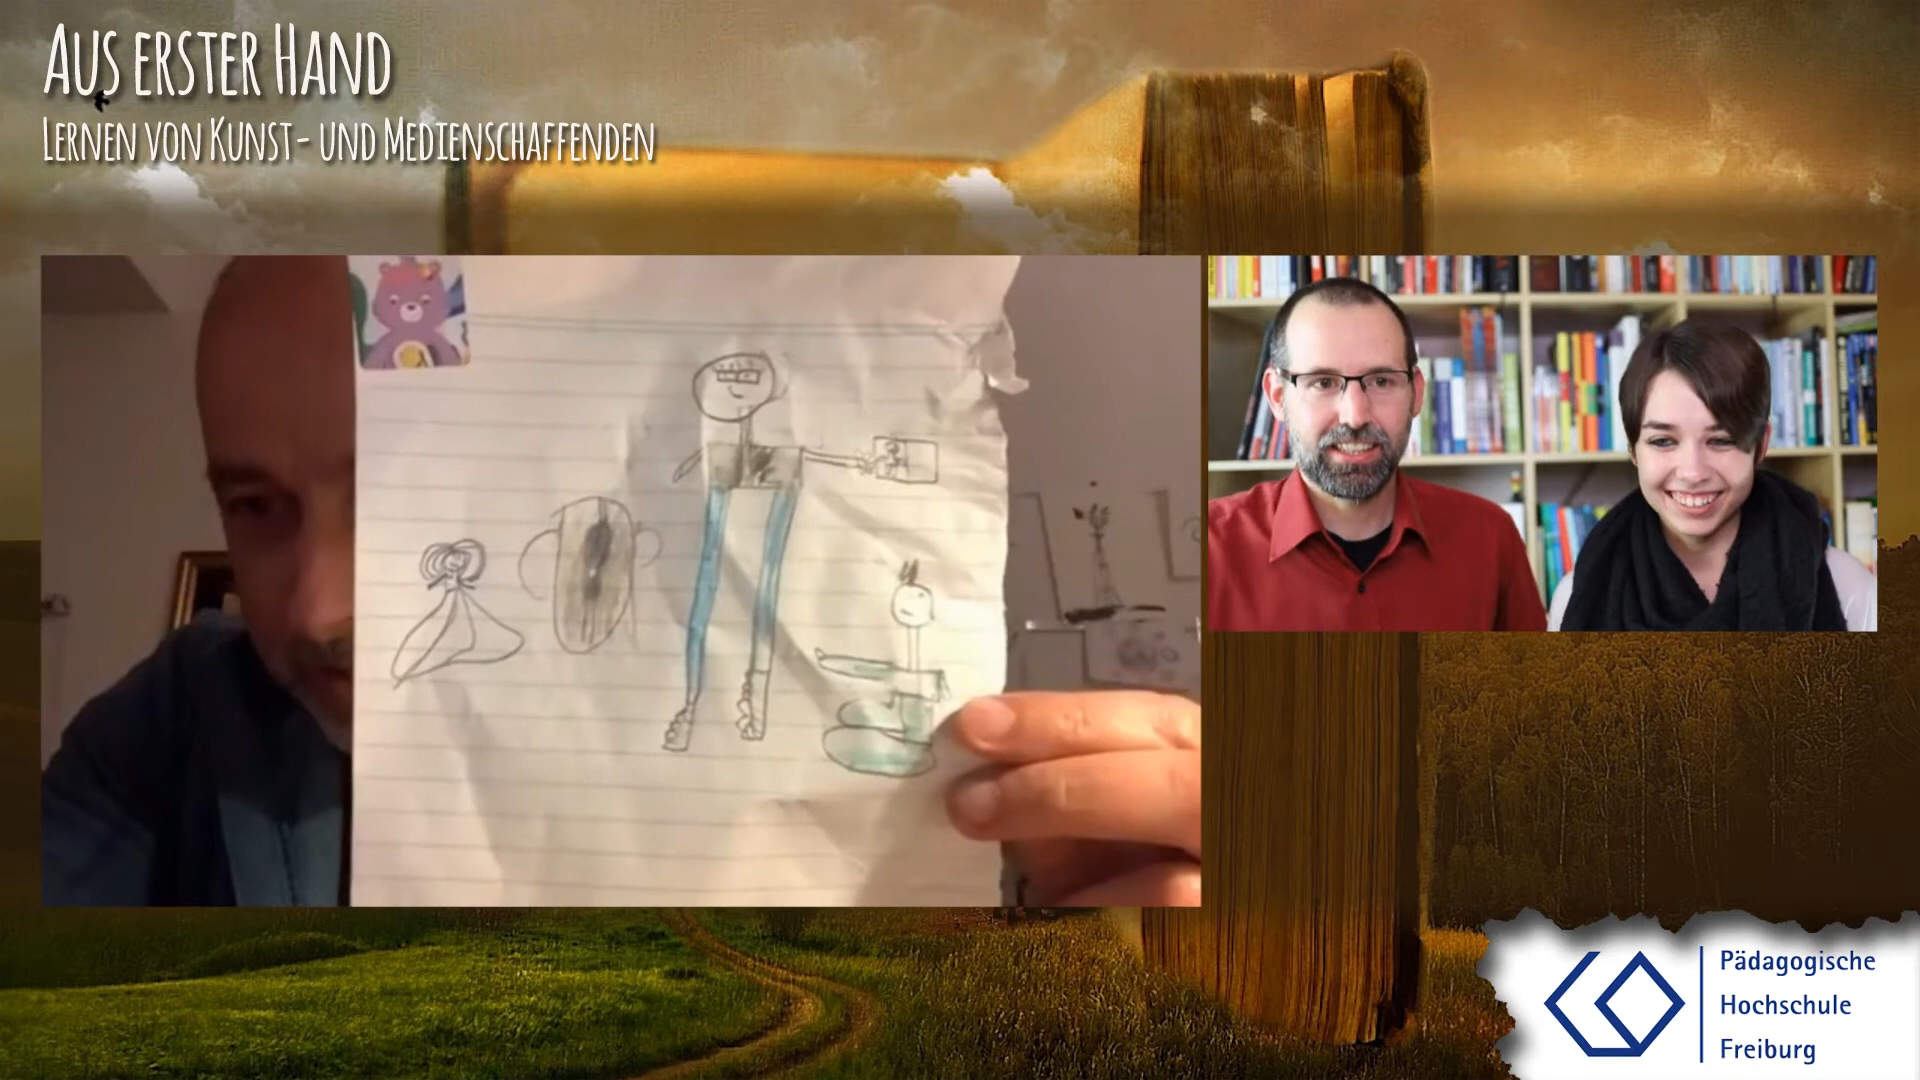 Aus erster Hand
Lernen von Kunst- und Medienschaffenden
Pädagogische
Hochschule
Freiburg